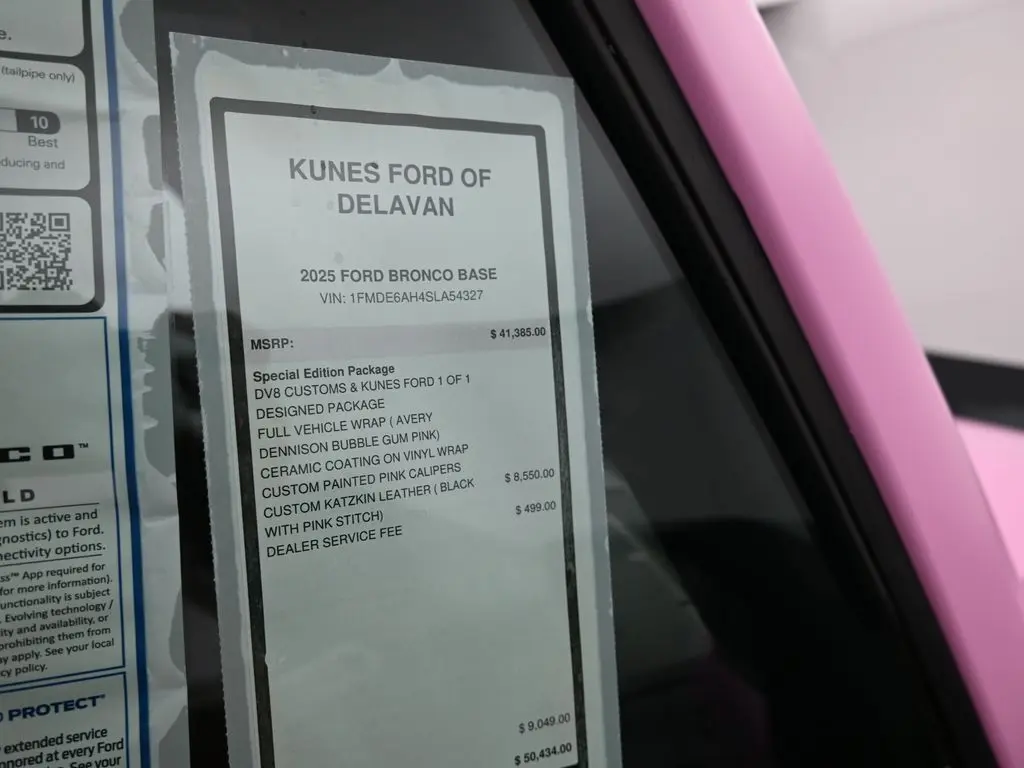 e.
(tailpipe only)
10
Best
ducing and
CO™
LD
em is active and
gnostics) to Ford.
nectivity options.
ss™ App required for
for more information).
unctionality is subject
. Evolving technology /
ity and availability, or
prohibiting them from
y apply. See your local
cy policy.
PROTECT
extended service
onored at every Ford
See your
KUNES FORD OF
DELAVAN
2025 FORD BRONCO BASE
VIN: 1FMDE6AH4SLA54327
MSRP: $ 41,385.00
Special Edition Package
DV8 CUSTOMS & KUNES FORD 1 OF 1
DESIGNED PACKAGE
FULL VEHICLE WRAP ( AVERY
DENNISON BUBBLE GUM PINK)
CERAMIC COATING ON VINYL WRAP
CUSTOM PAINTED PINK CALIPERS
CUSTOM KATZKIN LEATHER ( BLACK $ 8,550.00
WITH PINK STITCH)
DEALER SERVICE FEE $ 499.00
$ 9,049.00
$ 50,434.00